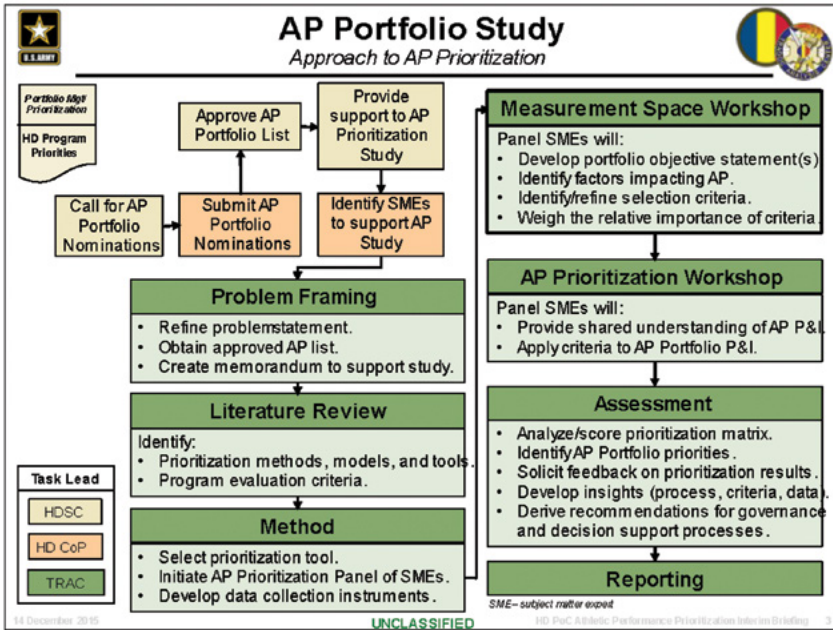 AP Portfolio Study
Approach to AP Prioritization
U.S.ARMY
Portfolio Mgt/
Prioritization
HD Program
Priorities
Call for AP
Portfolio
Nominations
Submit AP
Portfolio
Nominations
Approve AP
Portfolio List
Provide
support to AP
Prioritization
Study
Identify SMEs
to support AP
Study
Problem Framing
• Refine problemstatement.
• Obtain approved AP list.
• Create memorandum to support study.
Literature Review
Identify:
• Prioritization methods, models, and tools.
• Program evaluation criteria.
Method
• Select prioritization tool.
• Initiate AP Prioritization Panel of SMEs.
• Develop data collection instruments.
Task Lead
HDSC
HD CoP
TRAC
Measurement Space Workshop
Panel SMEs will:
• Develop portfolio objective statement(s)
• Identify factors impacting AP.
• Identify/refine selection criteria.
• Weigh the relative importance of criteria.
AP Prioritization Workshop
Panel SMEs will:
• Provide shared understanding of AP P&I.
• Apply criteria to AP Portfolio P&I.
Assessment
• Analyze/score prioritization matrix.
• Identify AP Portfolio priorities.
• Solicit feedback on prioritization results.
• Develop insights (process, criteria, data).
• Derive recommendations for governance
and decision support processes.
Reporting
SME – subject matter expert
14 December 2015
UNCLASSIFIED
HD PoC Athletic Performance Prioritization Interim Briefing 3